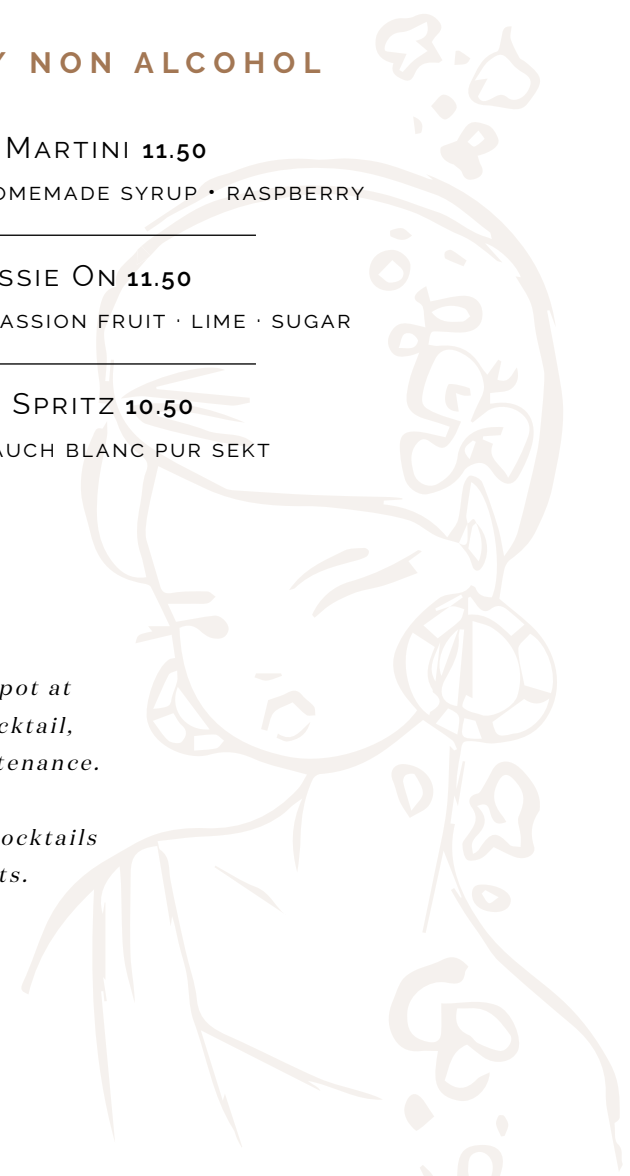 Y NON ALCOHOL
MARTINI 11.50
OMEMADE SYRUP • RASPBERRY
SSIE ON 11.50
ASSION FRUIT · LIME · SUGAR
SPRITZ 10.50
AUCH BLANC PUR SEKT
pot at
cktail,
tenance.
ocktails
ts.